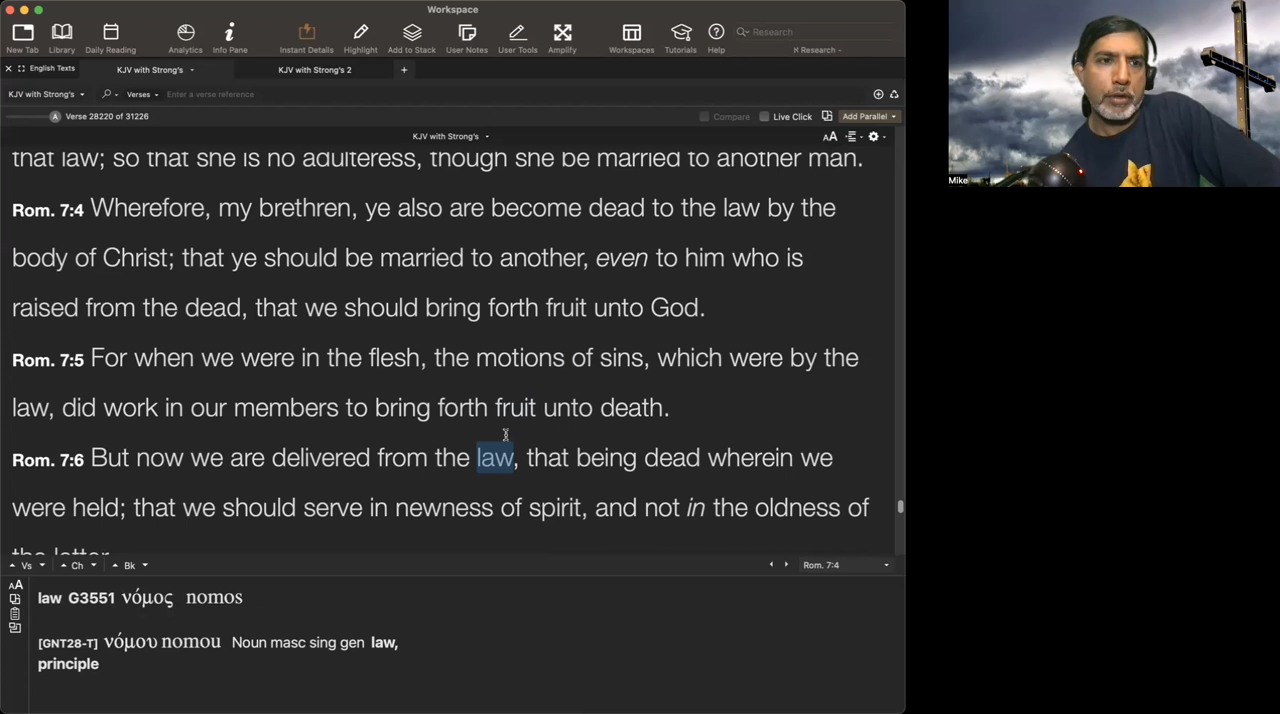 Workspace
New Tab Library Daily Reading Analytics Info Pane Instant Details Highlight Add to Stack User Notes User Tools Amplify Workspaces Tutorials Help Research
Research
English Texts KJV with Strong's KJV with Strong's 2 +
KJV with Strong's Verses Enter a verse reference
A Verse 28220 of 31226 Compare Live Click Add Parallel
KJV with Strong's AA
that law; so that she is no adulteress, though she be married to another man.
Rom. 7:4 Wherefore, my brethren, ye also are become dead to the law by the
body of Christ; that ye should be married to another, even to him who is
raised from the dead, that we should bring forth fruit unto God.
Rom. 7:5 For when we were in the flesh, the motions of sins, which were by the
law, did work in our members to bring forth fruit unto death.
Rom. 7:6 But now we are delivered from the law, that being dead wherein we
were held; that we should serve in newness of spirit, and not in the oldness of
the letter.
Vs Ch Bk Rom. 7:4
AA
law G3551 νόμος nomos
[GNT28-T] νόμου nomou Noun masc sing gen law,
principle
Mike